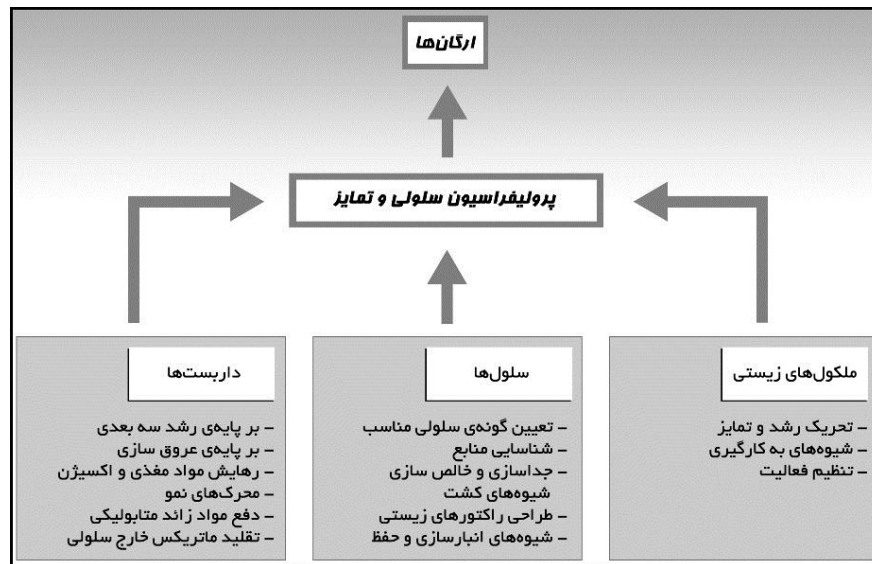 ارگان‌ها
پرولیفراسیون سلولی و تمایز
ملکول‌های زیستی
- تحریک رشد و تمایز
- شیوه‌های به کارگیری
- تنظیم فعالیت
سلول‌ها
- تعیین گونه‌ی سلولی مناسب
- شناسایی منابع
- جداسازی و خالص سازی
شیوه‌های کشت
- طراحی راکتورهای زیستی
- شیوه‌های انبارسازی و حفظ
داربست‌ها
- بر پایه‌ی رشد سه بعدی
- بر پایه‌ی عروق سازی
- رهایش مواد مغذی و اکسیژن
- محرک‌های نمو
- دفع مواد زائد متابولیکی
- تقلید ماتریکس خارج سلولی